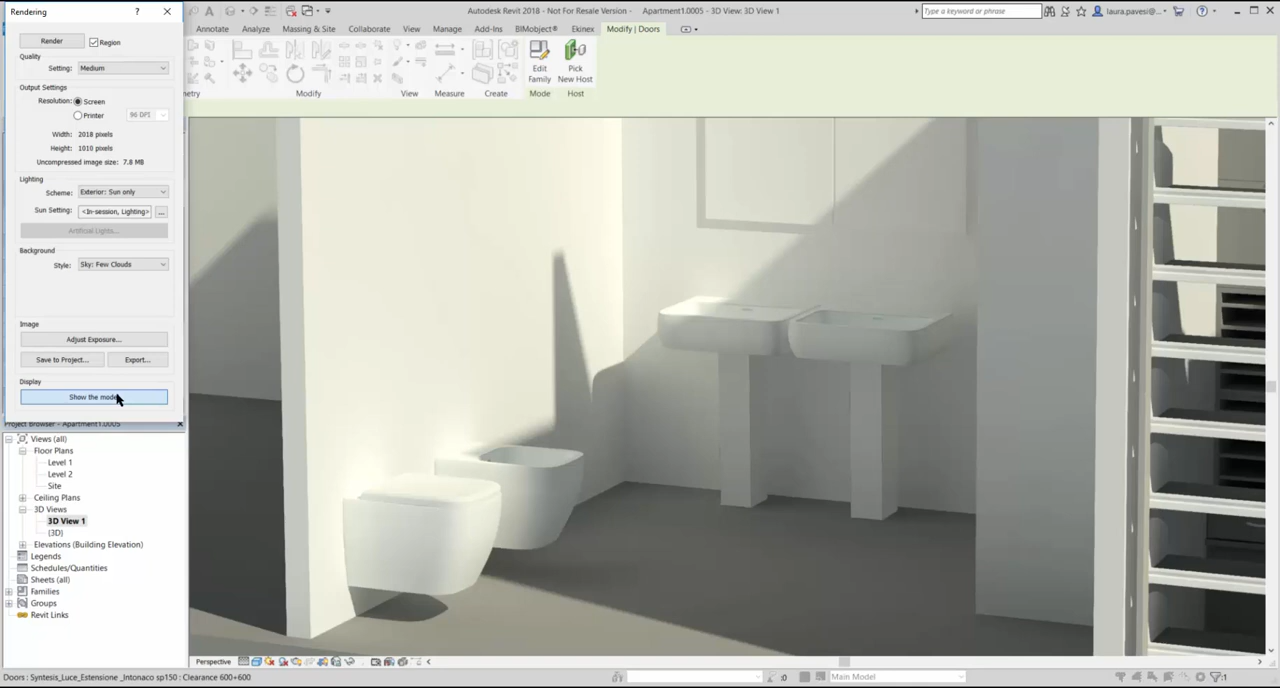 Rendering
?
Autodesk Revit 2018 - Not For Resale Version - Apartment1.0005 - 3D View: 3D View 1
Type a keyword or phrase
laura.pavesi@...
Annotate Analyze Massing & Site Collaborate View Manage Add-Ins BIMobject® Ekinex Modify | Doors
Render
Region
Quality
Setting: Medium
Output Settings
Resolution: Screen
Printer 96 DPI
Width: 2018 pixels
Height: 1010 pixels
Uncompressed image size: 7.8 MB
Lighting
Scheme: Exterior: Sun only
Sun Setting: <In-session, Lighting> ...
Artificial Lights...
Background
Style: Sky: Few Clouds
Image
Adjust Exposure...
Save to Project... Export...
Display
Show the mode
Edit
Family
Pick
New Host
metry Modify View Measure Create Mode Host
Project Browser - Apartment1.0005
Views (all)
Floor Plans
Level 1
Level 2
Site
Ceiling Plans
3D Views
3D View 1
{3D}
Elevations (Building Elevation)
Legends
Schedules/Quantities
Sheets (all)
Families
Groups
Revit Links
Perspective
Doors : Syntesis_Luce_Estensione _Intonaco sp150 : Clearance 600+600
:0
Main Model
:1